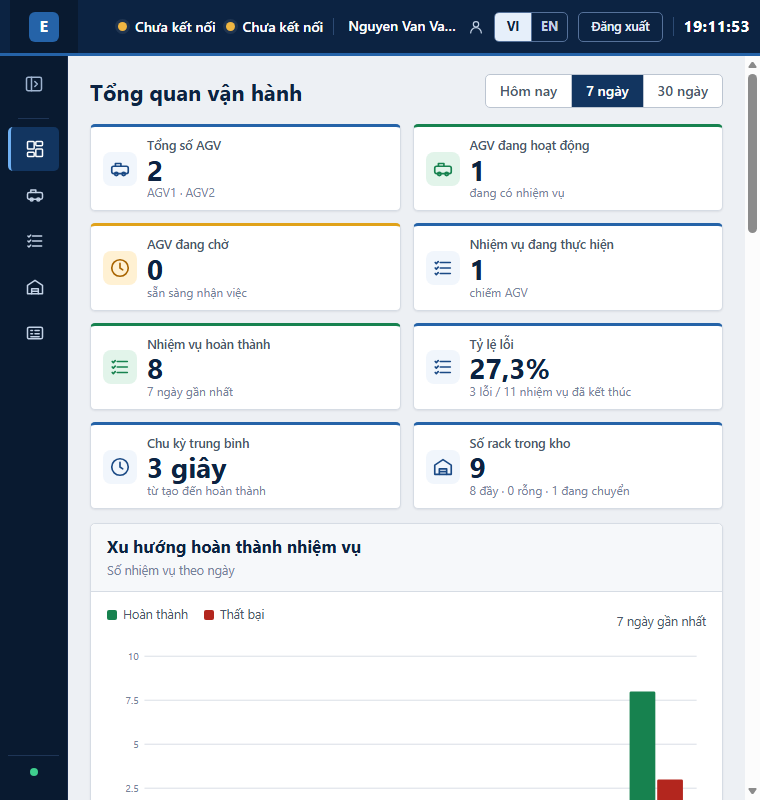 E
Chưa kết nối
Chưa kết nối
Nguyen Van Va...
VI
EN
Đăng xuất
19:11:53
Tổng quan vận hành
Hôm nay
7 ngày
30 ngày
Tổng số AGV
2
AGV1 · AGV2
AGV đang hoạt động
1
đang có nhiệm vụ
AGV đang chờ
0
sẵn sàng nhận việc
Nhiệm vụ đang thực hiện
1
chiếm AGV
Nhiệm vụ hoàn thành
8
7 ngày gần nhất
Tỷ lệ lỗi
27,3%
3 lỗi / 11 nhiệm vụ đã kết thúc
Chu kỳ trung bình
3 giây
từ tạo đến hoàn thành
Số rack trong kho
9
8 đầy · 0 rỗng · 1 đang chuyển
Xu hướng hoàn thành nhiệm vụ
Số nhiệm vụ theo ngày
Hoàn thành
Thất bại
7 ngày gần nhất
10
7.5
5
2.5